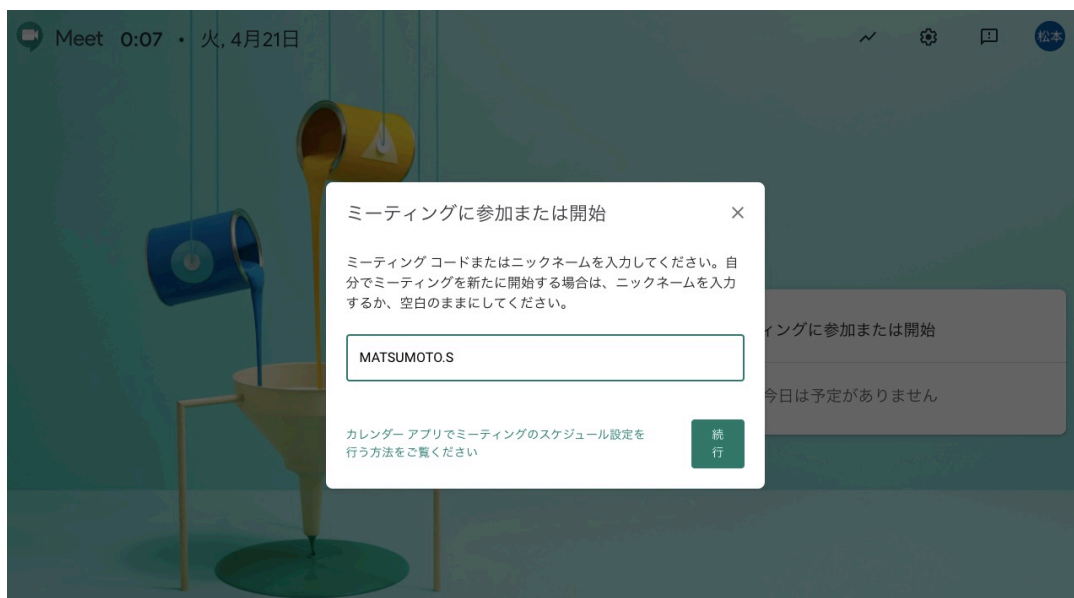 Meet 0:07 • 火, 4月21日
松本
ミーティングに参加または開始
ミーティング コードまたはニックネームを入力してください。自
分でミーティングを新たに開始する場合は、ニックネームを入力
するか、空白のままにしてください。
MATSUMOTO.S
カレンダー アプリでミーティングのスケジュール設定を
行う方法をご覧ください
続
行
ィングに参加または開始
今日は予定がありません